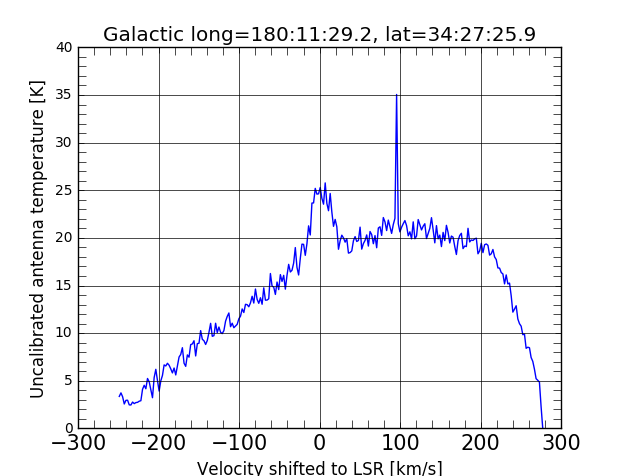 Galactic long=180:11:29.2, lat=34:27:25.9
Uncalibrated antenna temperature [K]
40
35
30
25
20
15
10
5
0
−300 −200 −100 0 100 200 300
Velocity shifted to LSR [km/s]